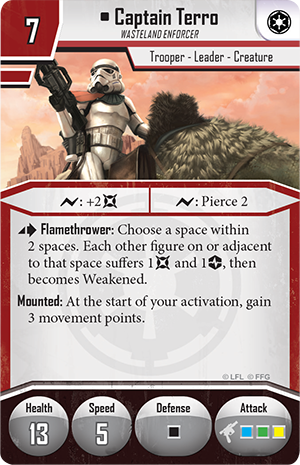 7
Captain Terro
WASTELAND ENFORCER
Trooper - Leader - Creature
: +2
: Pierce 2
Flamethrower: Choose a space within
2 spaces. Each other figure on or adjacent
to that space suffers 1 and 1, then
becomes Weakened.
Mounted: At the start of your activation, gain
3 movement points.
© LFL © FFG
Health Speed Defense Attack
13 5